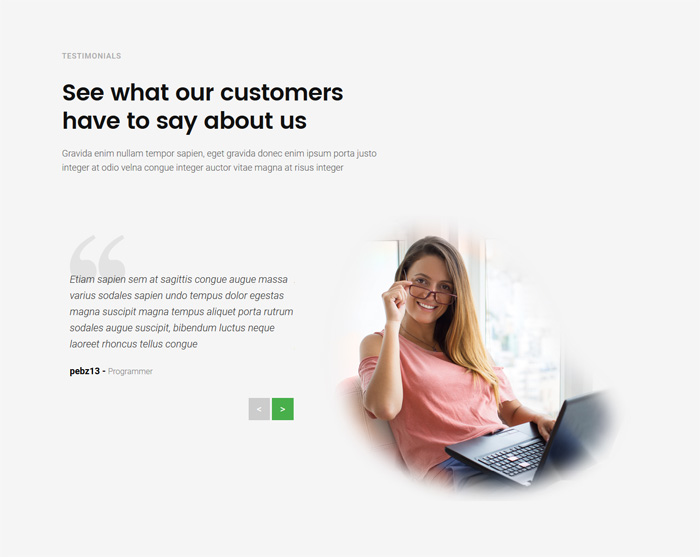 TESTIMONIALS
See what our customers
have to say about us
Gravida enim nullam tempor sapien, eget gravida donec enim ipsum porta justo
integer at odio velna congue integer auctor vitae magna at risus integer
“
Etiam sapien sem at sagittis congue augue massa
varius sodales sapien undo tempus dolor egestas
magna suscipit magna tempus aliquet porta rutrum
sodales augue suscipit, bibendum luctus neque
laoreet rhoncus tellus congue
pebz13 - Programmer
< >